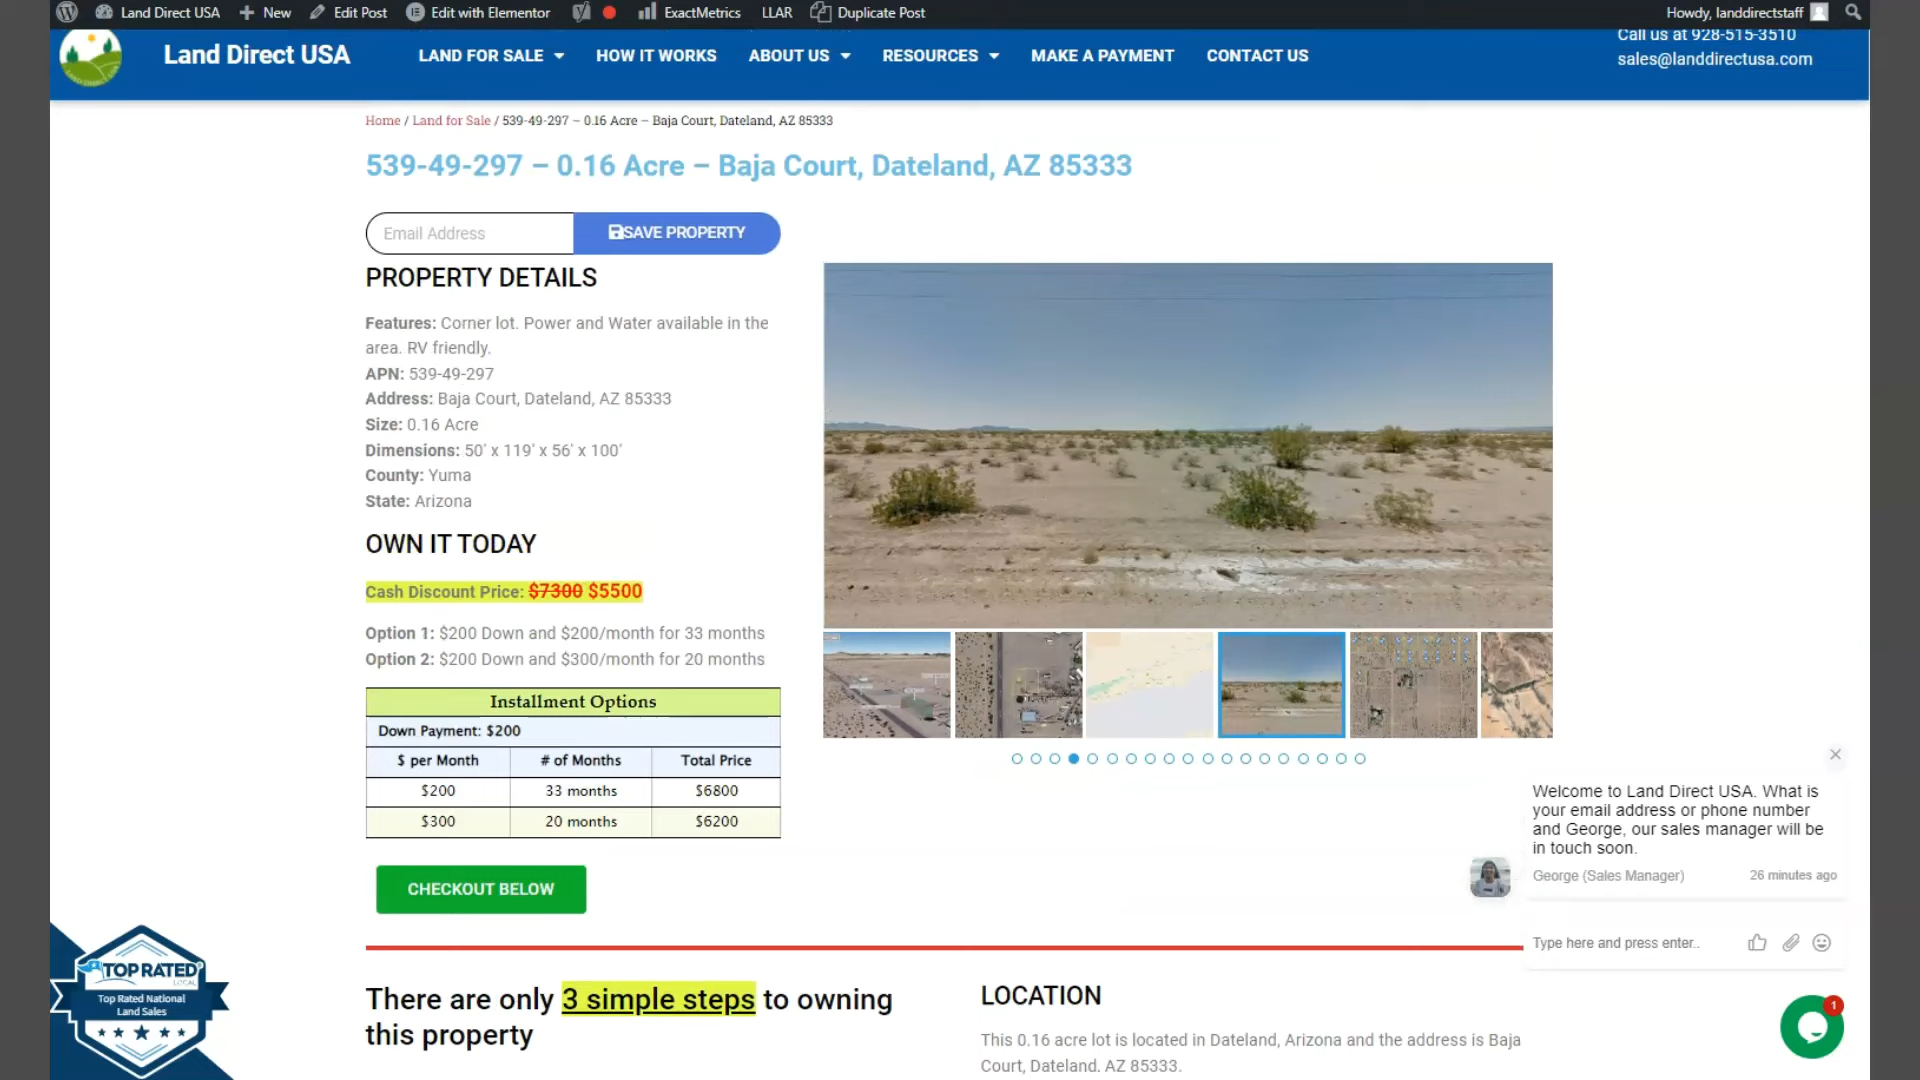 Land Direct USA
New
Edit Post
Edit with Elementor
ExactMetrics
LLAR
Duplicate Post
Howdy, landdirectstaff
Land Direct USA
LAND FOR SALE
HOW IT WORKS
ABOUT US
RESOURCES
MAKE A PAYMENT
CONTACT US
Call us at 928-515-3510
sales@landdirectusa.com
Home / Land for Sale / 539-49-297 – 0.16 Acre – Baja Court, Dateland, AZ 85333
539-49-297 – 0.16 Acre – Baja Court, Dateland, AZ 85333
Email Address
SAVE PROPERTY
PROPERTY DETAILS
Features: Corner lot. Power and Water available in the
area. RV friendly.
APN: 539-49-297
Address: Baja Court, Dateland, AZ 85333
Size: 0.16 Acre
Dimensions: 50' x 119' x 56' x 100'
County: Yuma
State: Arizona
OWN IT TODAY
Cash Discount Price: $7300 $5500
Option 1: $200 Down and $200/month for 33 months
Option 2: $200 Down and $300/month for 20 months
Installment Options
Down Payment: $200
$ per Month # of Months Total Price
$200 33 months $6800
$300 20 months $6200
CHECKOUT BELOW
Welcome to Land Direct USA. What is
your email address or phone number
and George, our sales manager will be
in touch soon.
George (Sales Manager) 26 minutes ago
Type here and press enter..
1
TOP RATED
LOCAL
Top Rated National
Land Sales
There are only 3 simple steps to owning
this property
LOCATION
This 0.16 acre lot is located in Dateland, Arizona and the address is Baja
Court, Dateland, AZ 85333.